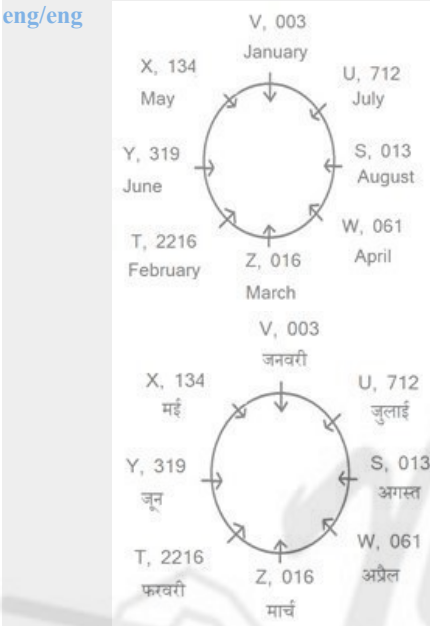 eng/eng
V, 003
January
X, 134
May
U, 712
July
Y, 319
June
S, 013
August
T, 2216
February
W, 061
April
Z, 016
March
V, 003
जनवरी
X, 134
मई
U, 712
जुलाई
Y, 319
जून
S, 013
अगस्त
T, 2216
फरवरी
W, 061
अप्रैल
Z, 016
मार्च